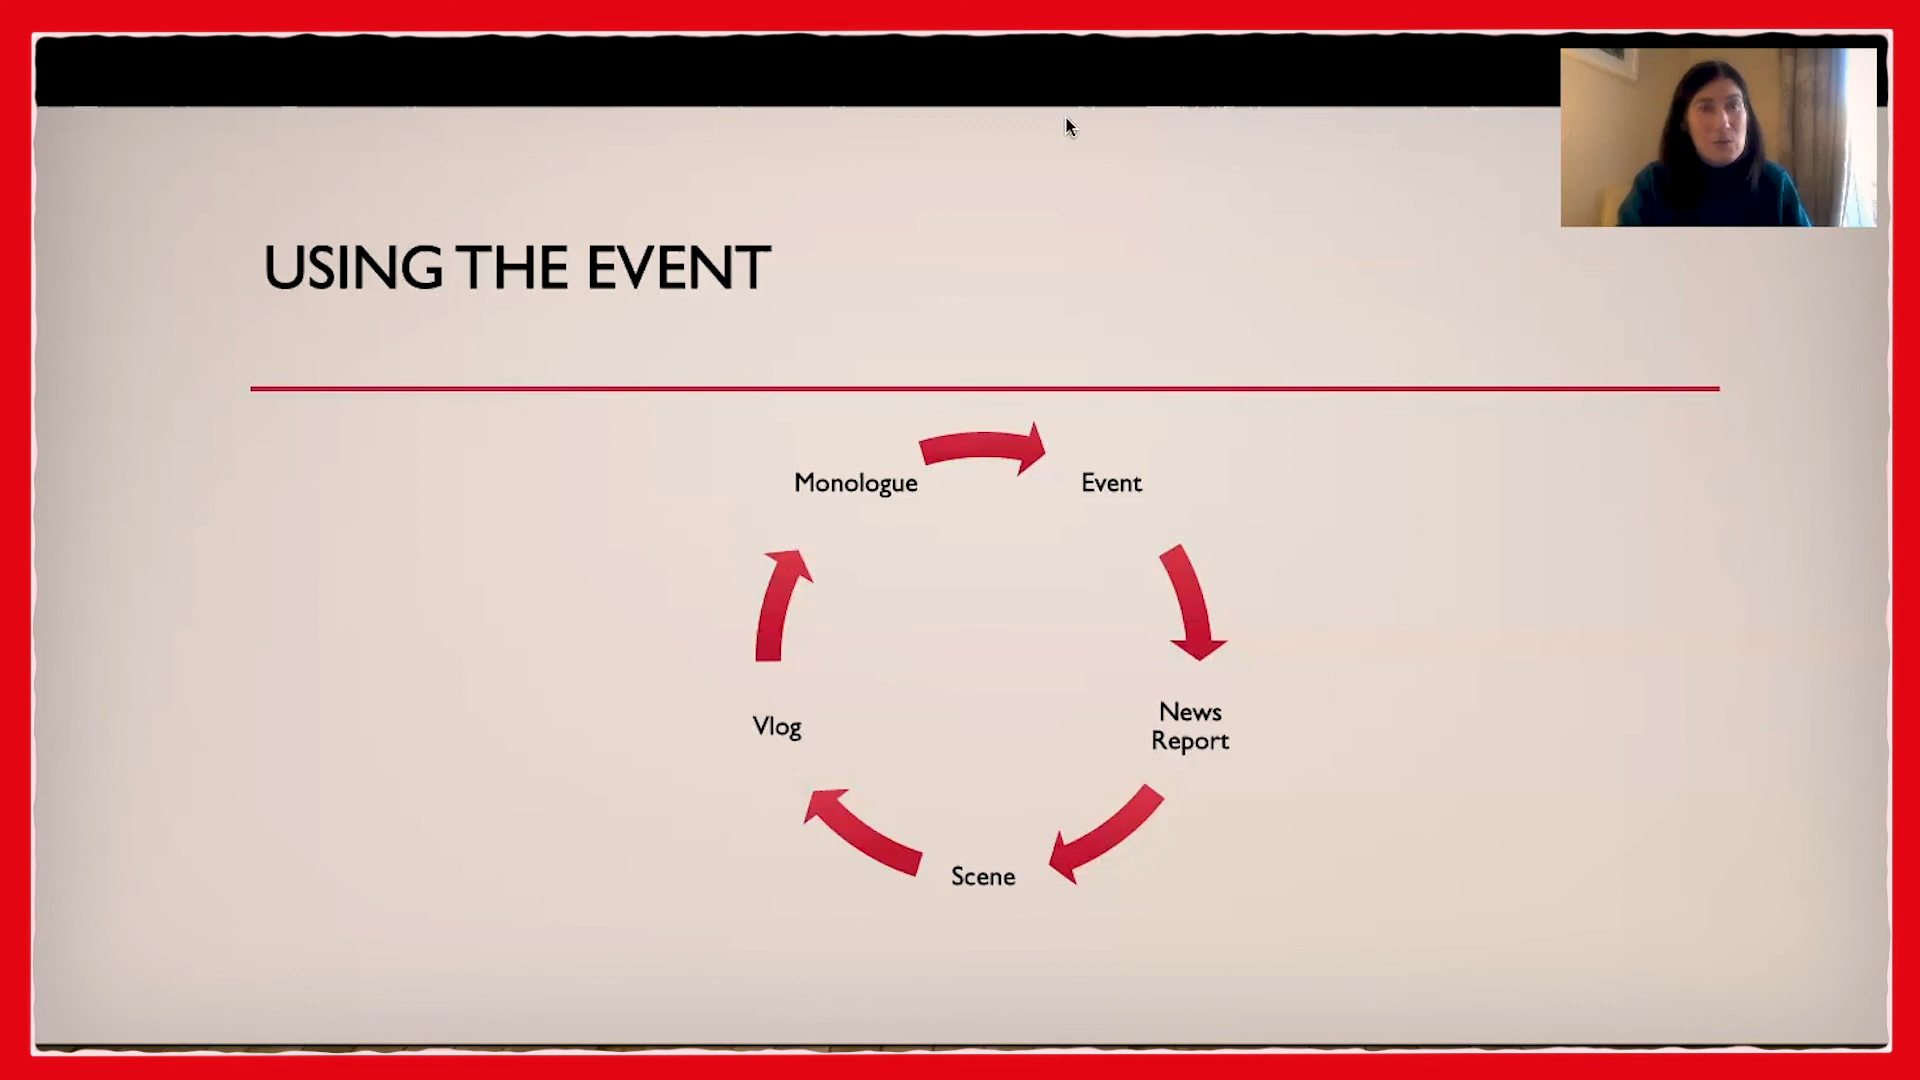 USING THE EVENT
Monologue
Event
News
Report
Scene
Vlog